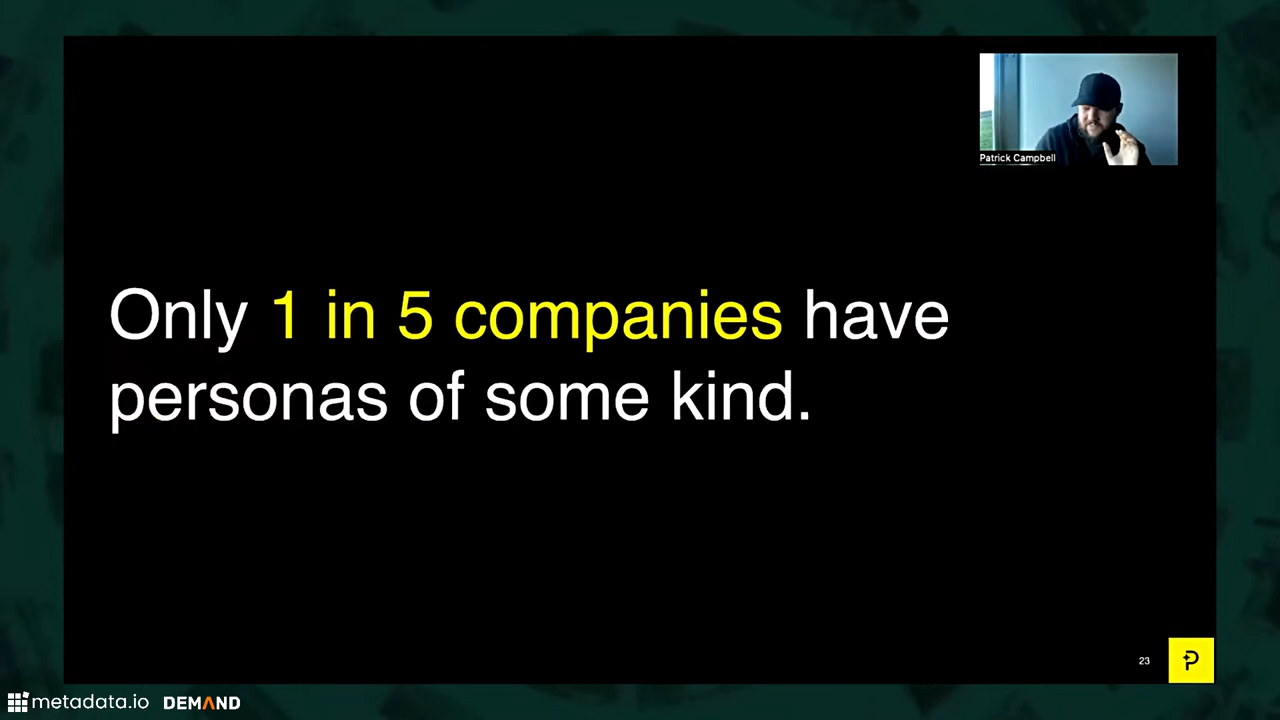 Patrick Campbell
Only 1 in 5 companies have
personas of some kind.
23
P
metadata.io DEMAND